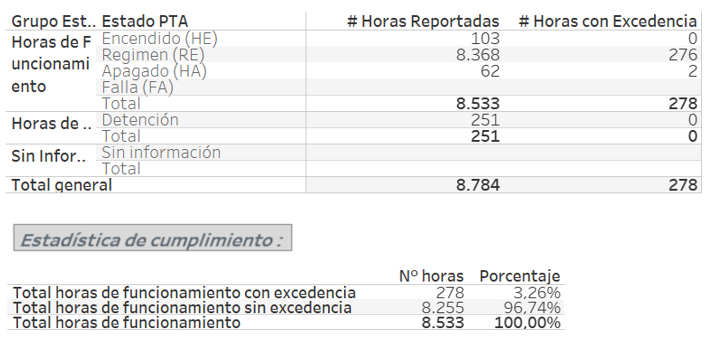 Grupo Est.. Estado PTA # Horas Reportadas # Horas con Excedencia
Horas de F
uncionami
ento
Encendido (HE) 103 0
Regimen (RE) 8.368 276
Apagado (HA) 62 2
Falla (FA)
Total 8.533 278
Horas de .. Detención 251 0
Total 251 0
Sin Infor.. Sin información
Total
Total general 8.784 278
Estadística de cumplimiento :
Nº horas Porcentaje
Total horas de funcionamiento con excedencia 278 3,26%
Total horas de funcionamiento sin excedencia 8.255 96,74%
Total horas de funcionamiento 8.533 100,00%